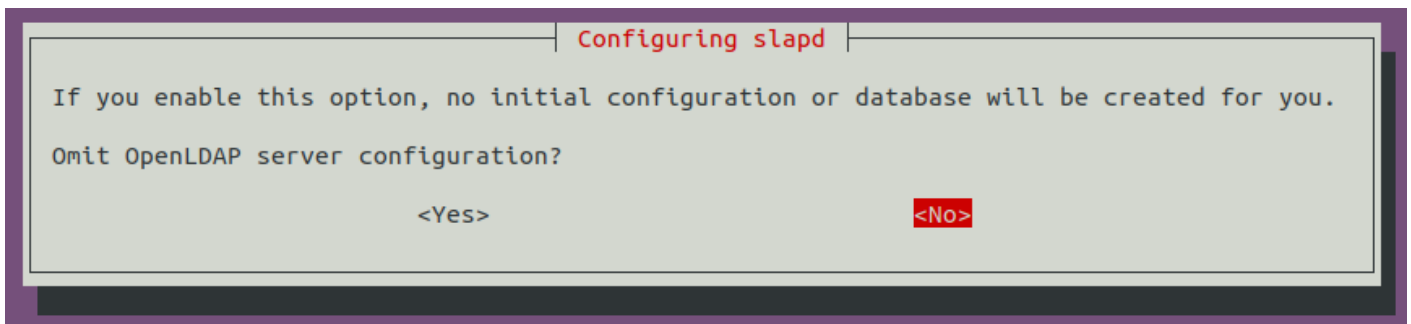 Configuring slapd
If you enable this option, no initial configuration or database will be created for you.
Omit OpenLDAP server configuration?
<Yes> <No>